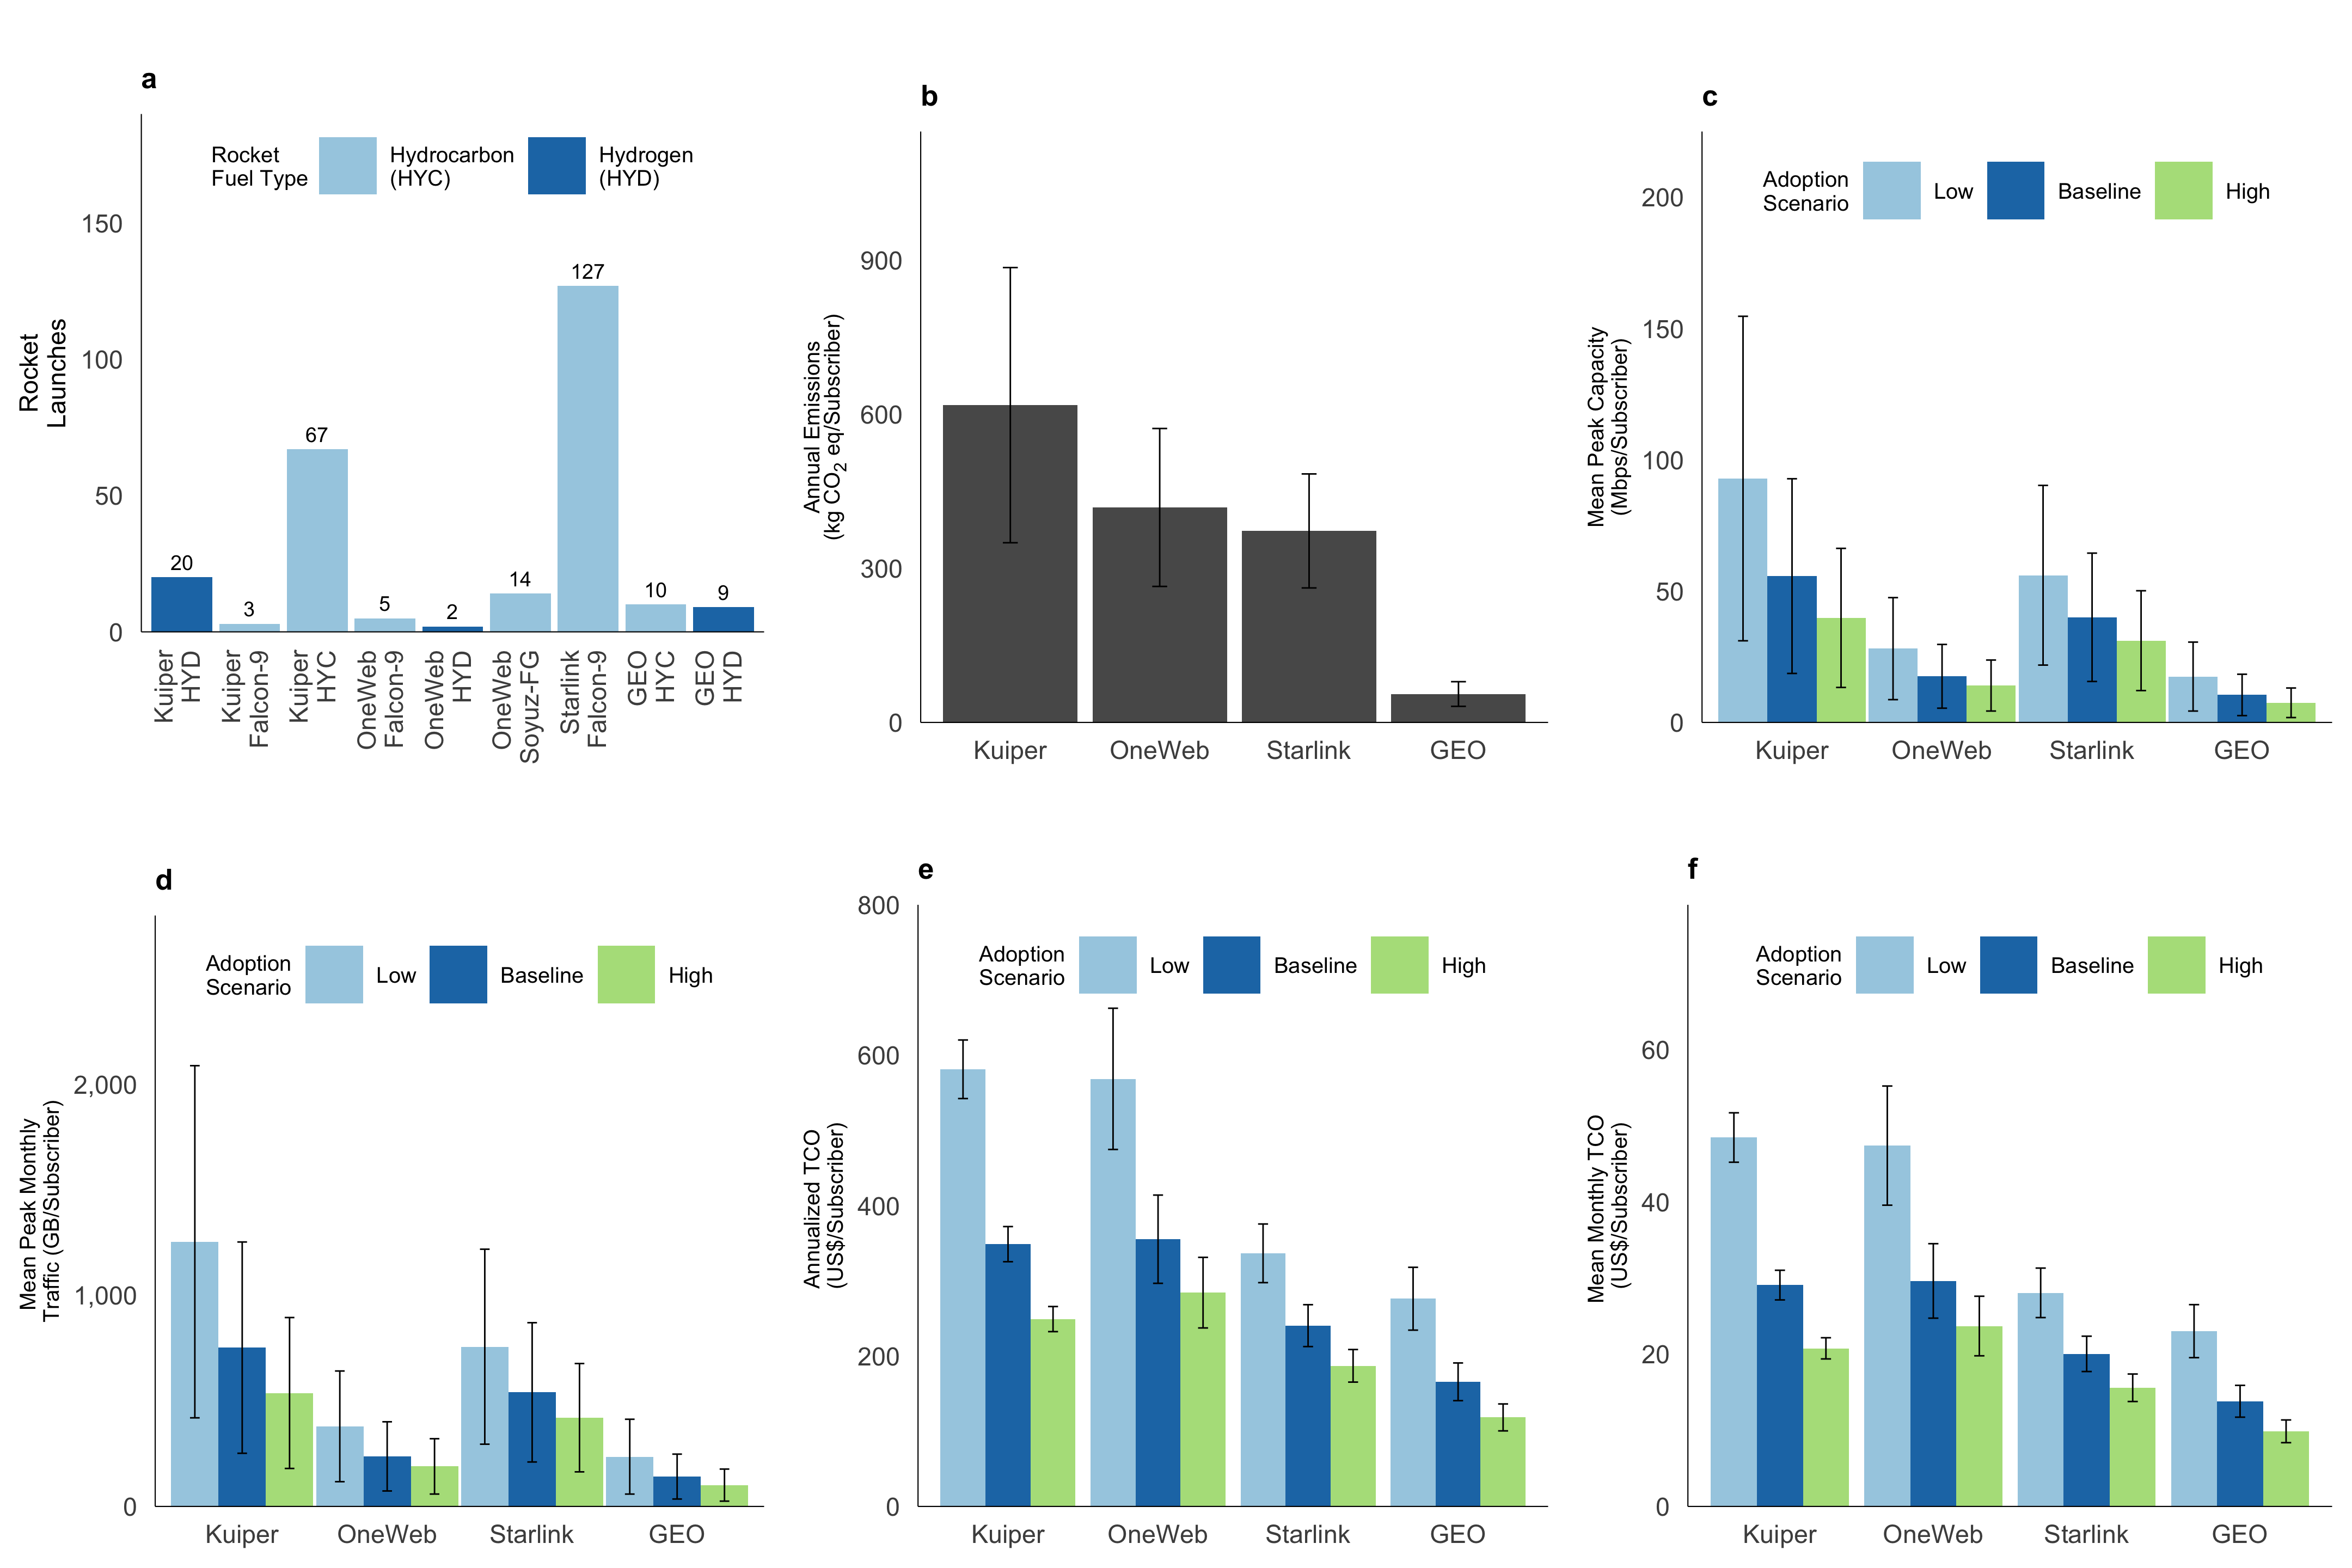 a
Rocket
Fuel Type
Hydrocarbon
(HYC)
Hydrogen
(HYD)
Rocket
Launches
150
100
50
0
20
3
67
5
2
14
127
10
9
Kuiper
HYD
Kuiper
Falcon-9
Kuiper
HYC
OneWeb
Falcon-9
OneWeb
HYD
OneWeb
Soyuz-FG
Starlink
Falcon-9
GEO
HYC
GEO
HYD
b
Annual Emissions
(kg CO₂ eq/Subscriber)
900
600
300
0
Kuiper OneWeb Starlink GEO
c
Adoption
Scenario
Low Baseline High
Mean Peak Capacity
(Mbps/Subscriber)
200
150
100
50
0
Kuiper OneWeb Starlink GEO
d
Adoption
Scenario
Low Baseline High
Mean Peak Monthly
Traffic (GB/Subscriber)
2,000
1,000
0
Kuiper OneWeb Starlink GEO
e
Adoption
Scenario
Low Baseline High
Annualized TCO
(US$/Subscriber)
800
600
400
200
0
Kuiper OneWeb Starlink GEO
f
Adoption
Scenario
Low Baseline High
Mean Monthly TCO
(US$/Subscriber)
60
40
20
0
Kuiper OneWeb Starlink GEO